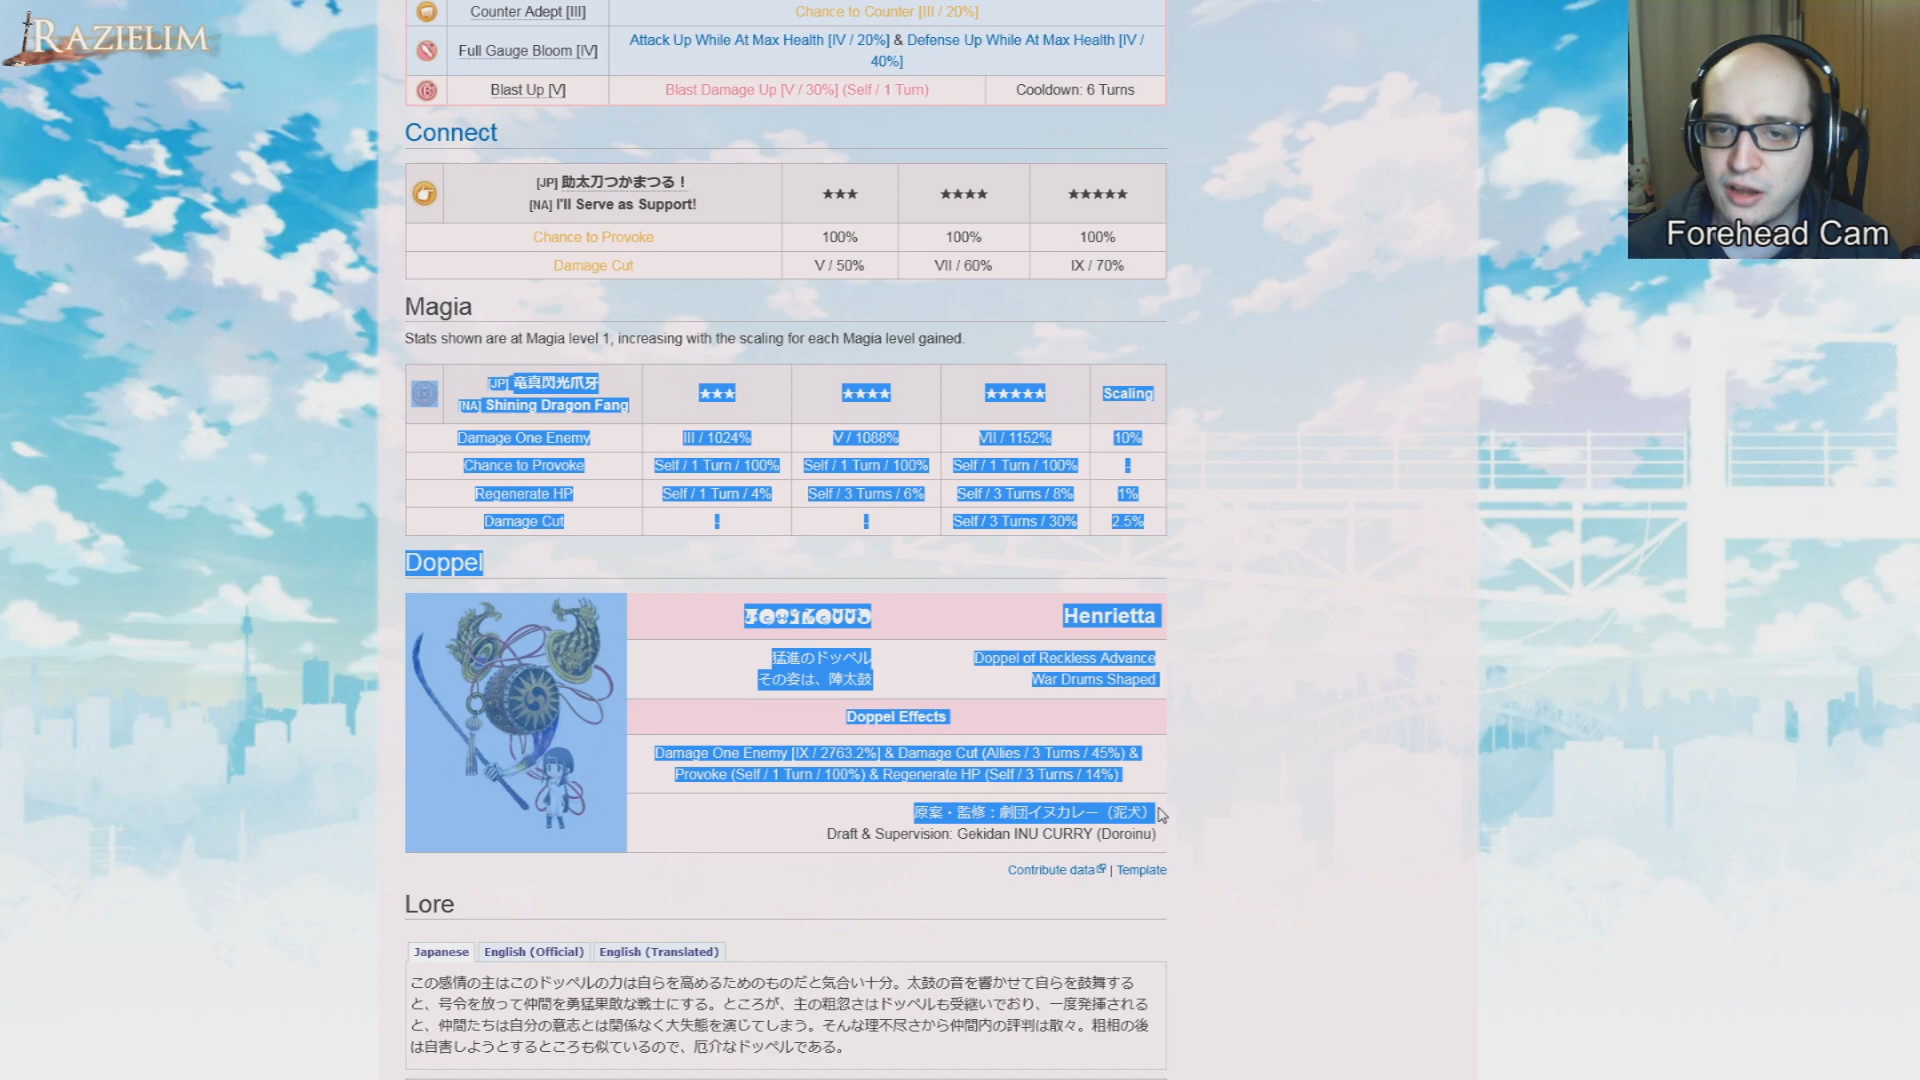 RAZIELIM
Counter Adept [III]
Chance to Counter [III / 20%]
Full Gauge Bloom [IV]
Attack Up While At Max Health [IV / 20%] & Defense Up While At Max Health [IV /
40%]
Blast Up [V]
Blast Damage Up [V / 30%] (Self / 1 Turn)
Cooldown: 6 Turns
Forehead Cam
Connect
[JP] 助太刀つかまつる！
[NA] I'll Serve as Support!
★★★
★★★★
★★★★★
Chance to Provoke
100%
100%
100%
Damage Cut
V / 50%
VII / 60%
IX / 70%
Magia
Stats shown are at Magia level 1, increasing with the scaling for each Magia level gained.
[JP] 竜真閃光爪牙
[NA] Shining Dragon Fang
★★★
★★★★
★★★★★
Scaling
Damage One Enemy
III / 1024%
V / 1088%
VII / 1152%
10%
Chance to Provoke
Self / 1 Turn / 100%
Self / 1 Turn / 100%
Self / 1 Turn / 100%
-
Regenerate HP
Self / 1 Turn / 4%
Self / 3 Turns / 6%
Self / 3 Turns / 8%
1%
Damage Cut
-
-
Self / 3 Turns / 30%
2.5%
Doppel
Henrietta
猛進のドッペル
その姿は、陣太鼓
Doppel of Reckless Advance
War Drums Shaped
Doppel Effects
Damage One Enemy [IX / 2763.2%] & Damage Cut (Allies / 3 Turns / 45%) &
Provoke (Self / 1 Turn / 100%) & Regenerate HP (Self / 3 Turns / 14%)
原案・監修：劇団イヌカレー（泥犬）
Draft & Supervision: Gekidan INU CURRY (Doroinu)
Contribute data | Template
Lore
Japanese
English (Official)
English (Translated)
この感情の主はこのドッペルの力は自らを高めるためのものだと気合い十分。太鼓の音を響かせて自らを鼓舞する
と、号令を放って仲間を勇猛果敢な戦士にする。ところが、主の粗忽さはドッペルも受継いでおり、一度発揮される
と、仲間たちは自分の意志とは関係なく大失態を演じてしまう。そんな理不尽さから仲間内の評判は散々。粗相の後
は自害しようとするところも似ているので、厄介なドッペルである。